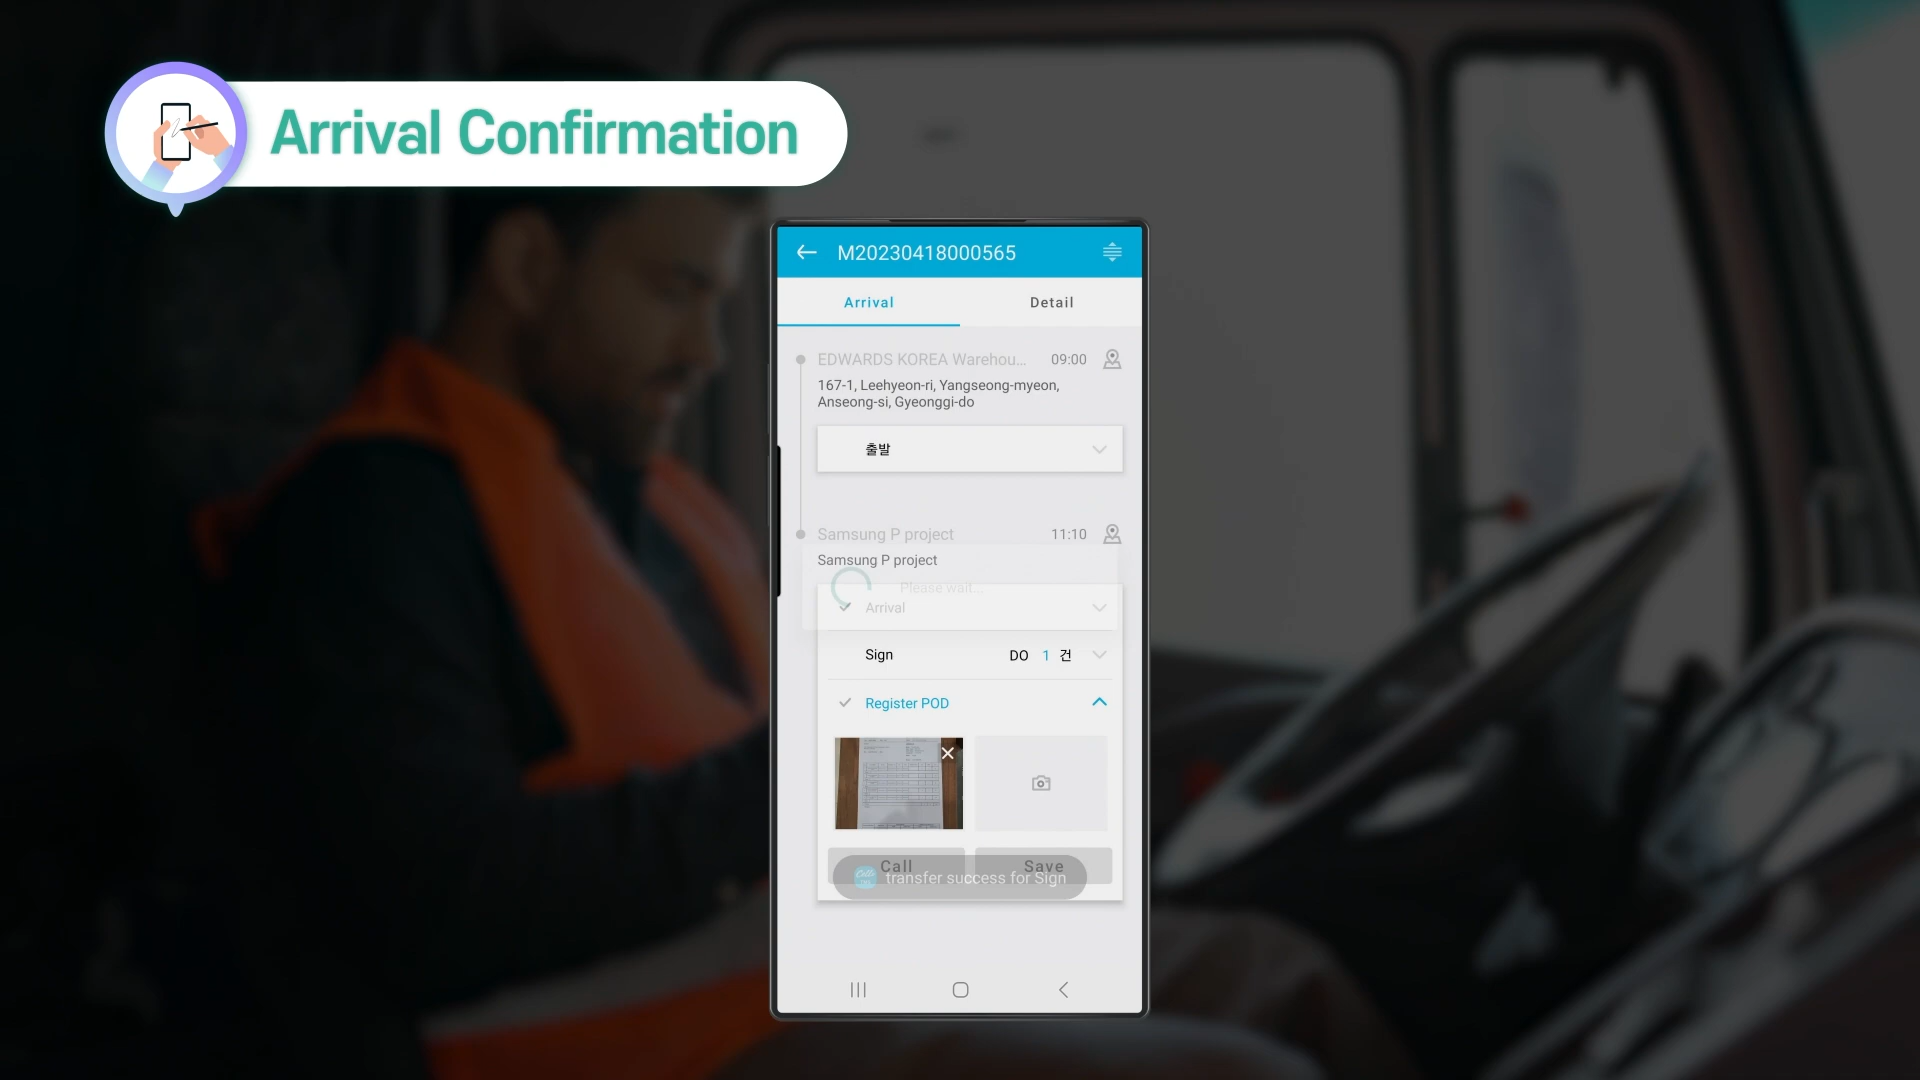 Arrival Confirmation
M20230418000565
Arrival Detail
EDWARDS KOREA Warehou... 09:00
167-1, Leehyeon-ri, Yangseong-myeon,
Anseong-si, Gyeonggi-do
출발
Samsung P project 11:10
Samsung P project
Please wait...
Arrival
Sign DO 1 건
Register POD
Call Save
transfer success for Sign